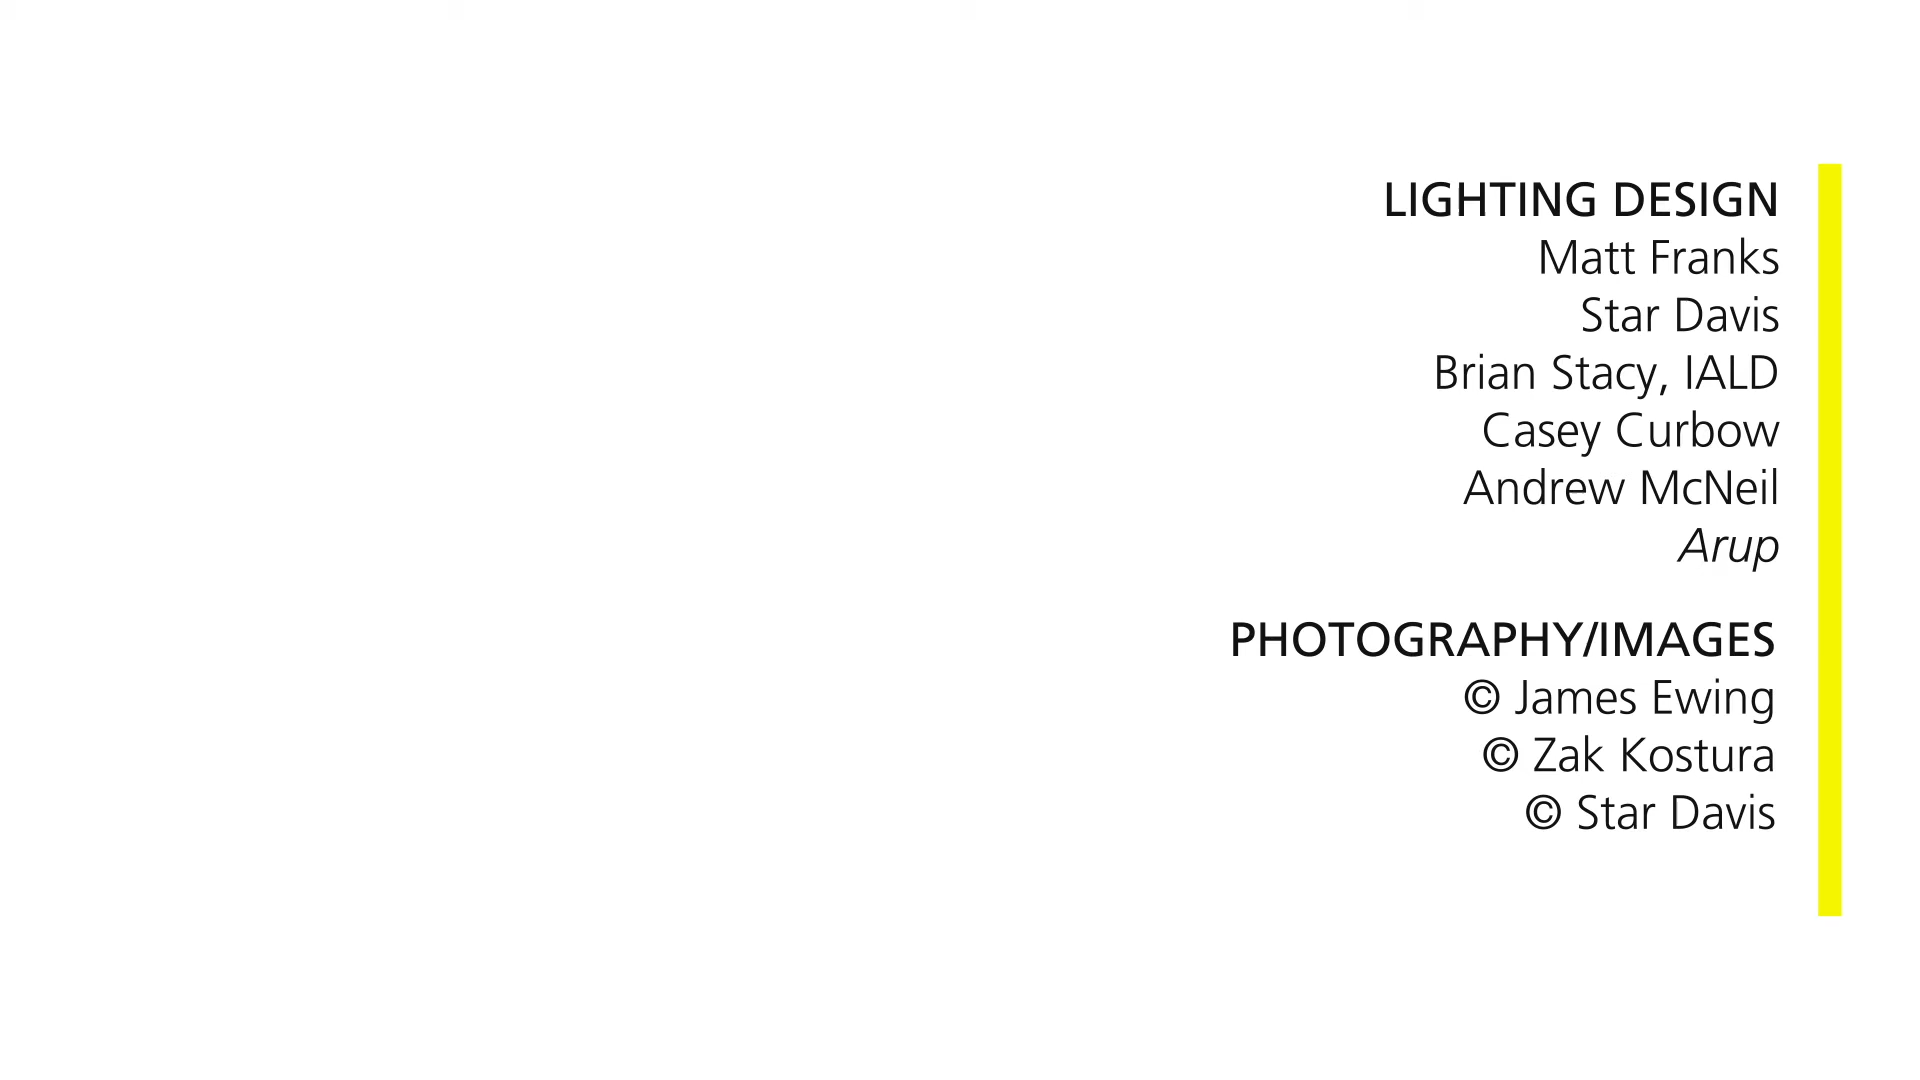 LIGHTING DESIGN
Matt Franks
Star Davis
Brian Stacy, IALD
Casey Curbow
Andrew McNeil
Arup
PHOTOGRAPHY/IMAGES
© James Ewing
© Zak Kostura
© Star Davis